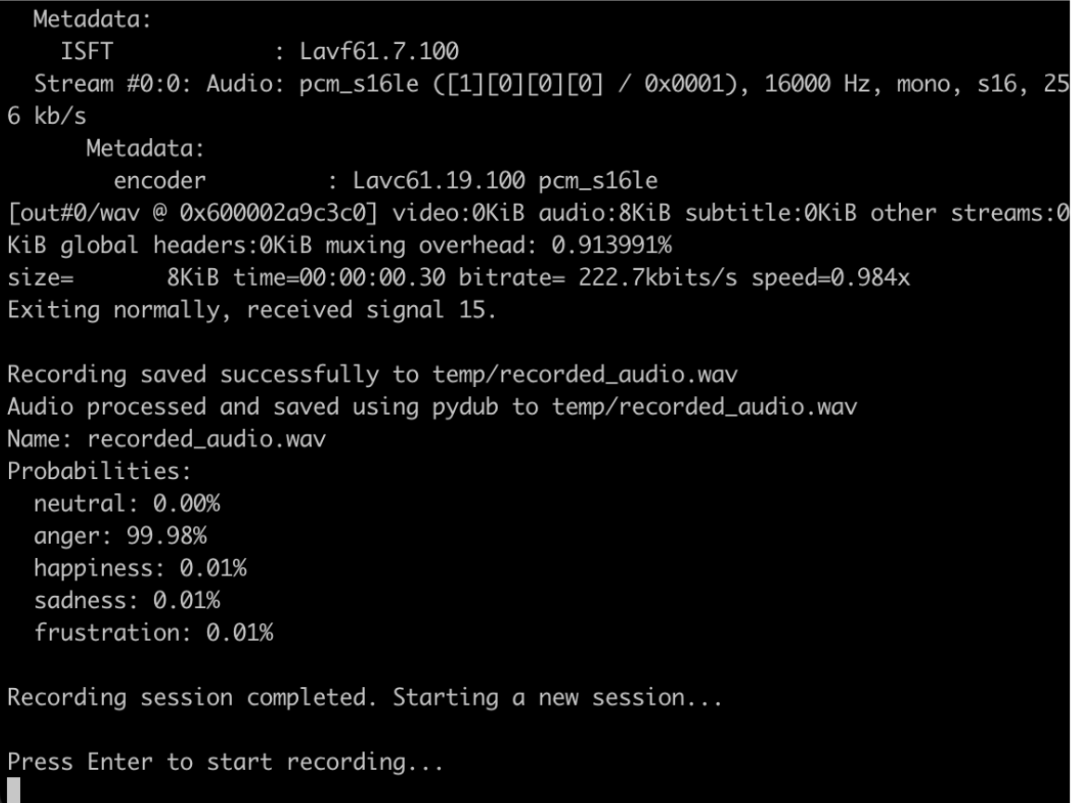 Metadata:
ISFT            : Lavf61.7.100
Stream #0:0: Audio: pcm_s16le ([1][0][0][0] / 0x0001), 16000 Hz, mono, s16, 25
6 kb/s
Metadata:
encoder         : Lavc61.19.100 pcm_s16le
[out#0/wav @ 0x600002a9c3c0] video:0KiB audio:8KiB subtitle:0KiB other streams:0
KiB global headers:0KiB muxing overhead: 0.913991%
size=       8KiB time=00:00:00.30 bitrate= 222.7kbits/s speed=0.984x
Exiting normally, received signal 15.
Recording saved successfully to temp/recorded_audio.wav
Audio processed and saved using pydub to temp/recorded_audio.wav
Name: recorded_audio.wav
Probabilities:
neutral: 0.00%
anger: 99.98%
happiness: 0.01%
sadness: 0.01%
frustration: 0.01%
Recording session completed. Starting a new session...
Press Enter to start recording...